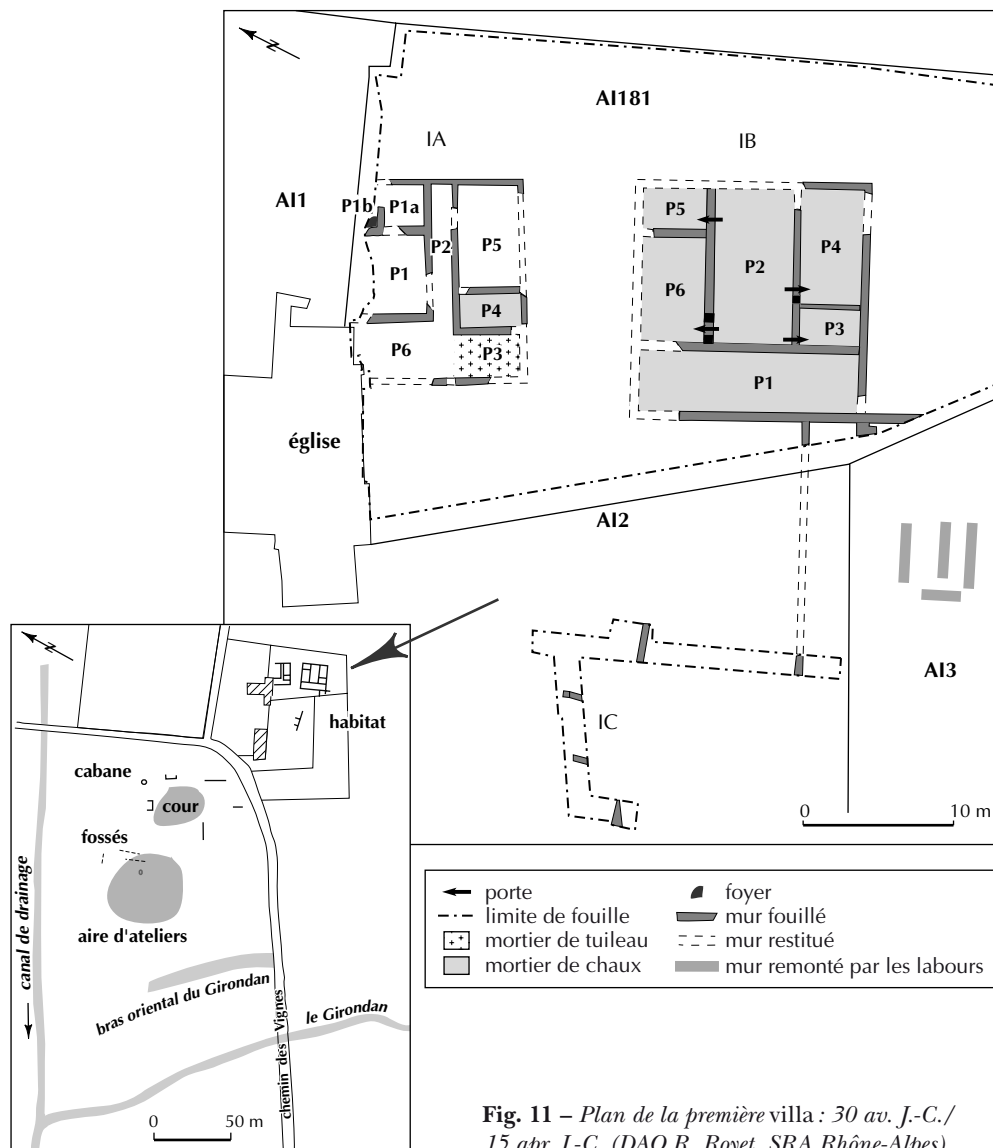 N
AI181
IA
IB
AI1
P1b
P1a
P5
P2
P5
P4
P1
P2
P6
P4
P3
P6
P3
P1
église
AI2
AI3
IC
0 10 m
N
habitat
cabane
cour
fossés
aire d'ateliers
canal de drainage
bras oriental du Girondan
le Girondan
chemin des Vignes
0 50 m
porte
foyer
limite de fouille
mur fouillé
mortier de tuileau
mur restitué
mortier de chaux
mur remonté par les labours
Fig. 11 – Plan de la première villa : 30 av. J.-C./
15 apr. J.-C. (DAO R. Royet, SRA Rhône-Alpes)